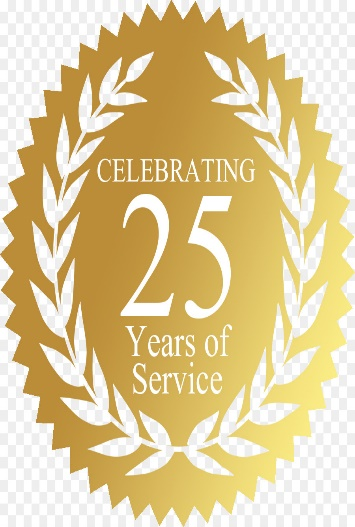 CELEBRATING
25
Years of
Service